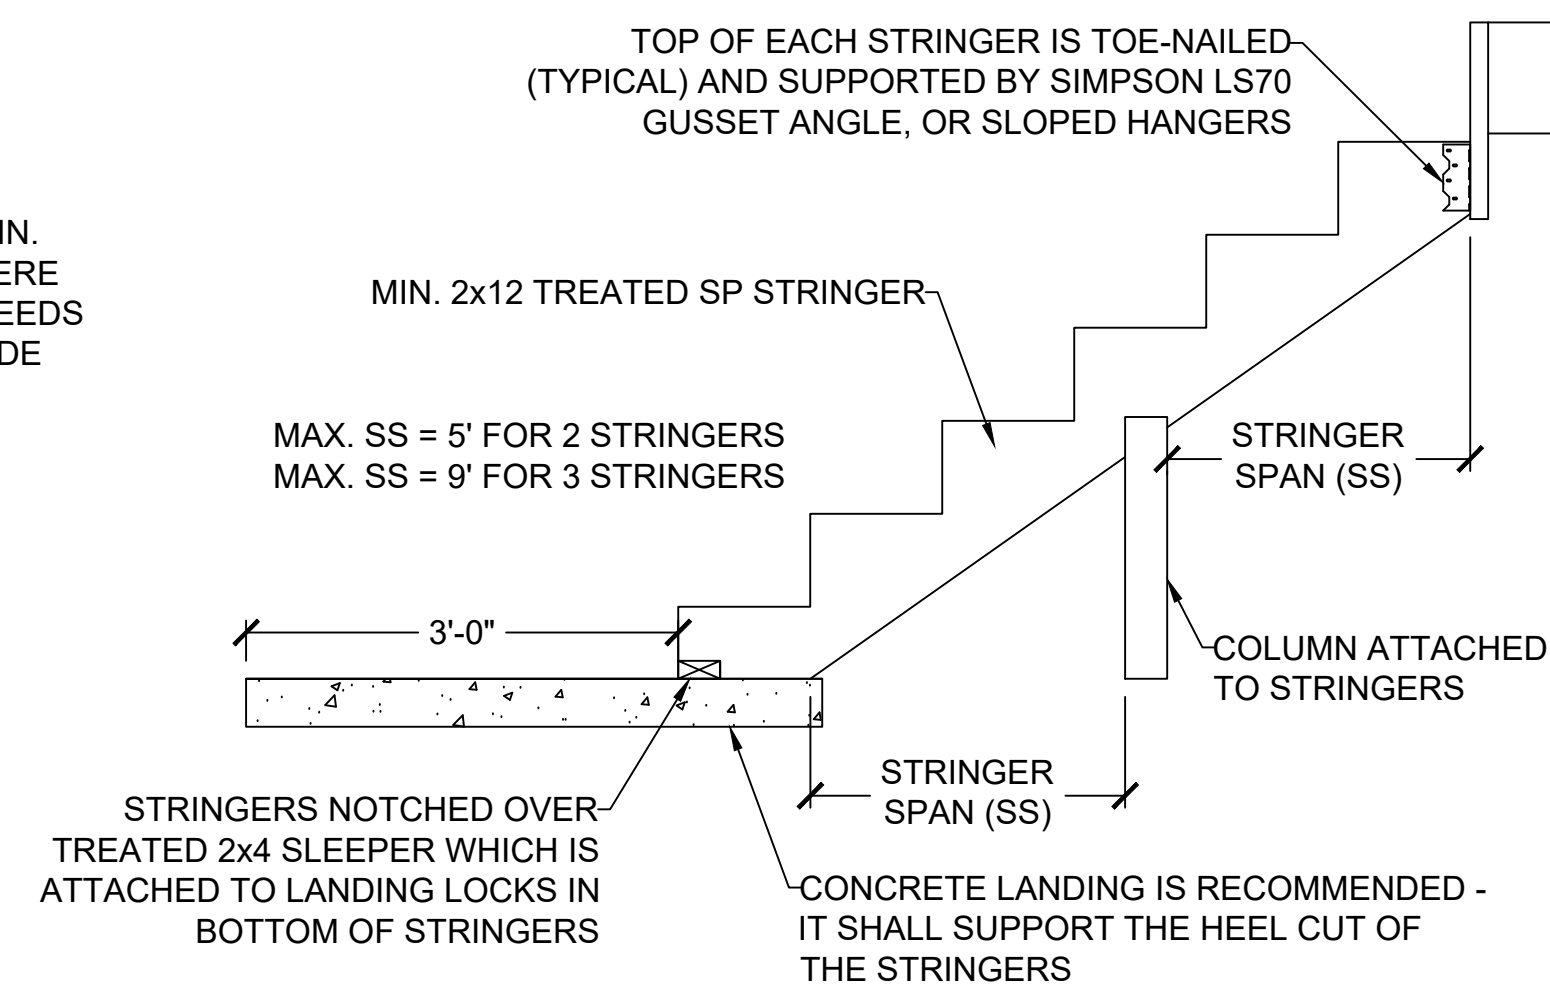 TOP OF EACH STRINGER IS TOE-NAILED
(TYPICAL) AND SUPPORTED BY SIMPSON LS70
GUSSET ANGLE, OR SLOPED HANGERS
IN.
ERE
EEDS
DE
MIN. 2x12 TREATED SP STRINGER
MAX. SS = 5' FOR 2 STRINGERS
MAX. SS = 9' FOR 3 STRINGERS
STRINGER
SPAN (SS)
3'-0"
COLUMN ATTACHED
TO STRINGERS
STRINGER
SPAN (SS)
STRINGERS NOTCHED OVER
TREATED 2x4 SLEEPER WHICH IS
ATTACHED TO LANDING LOCKS IN
BOTTOM OF STRINGERS
CONCRETE LANDING IS RECOMMENDED -
IT SHALL SUPPORT THE HEEL CUT OF
THE STRINGERS